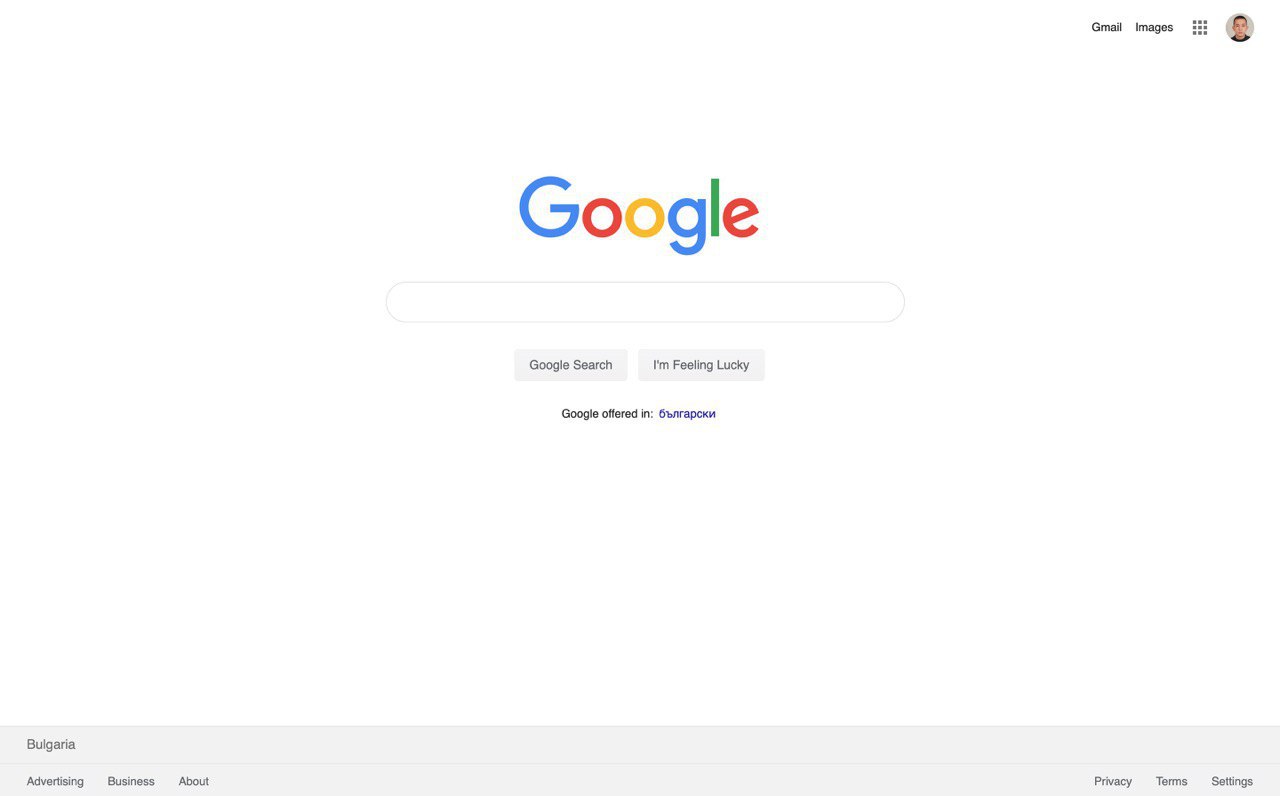 Gmail Images
Google
Google Search I'm Feeling Lucky
Google offered in: български
Bulgaria
Advertising Business About Privacy Terms Settings